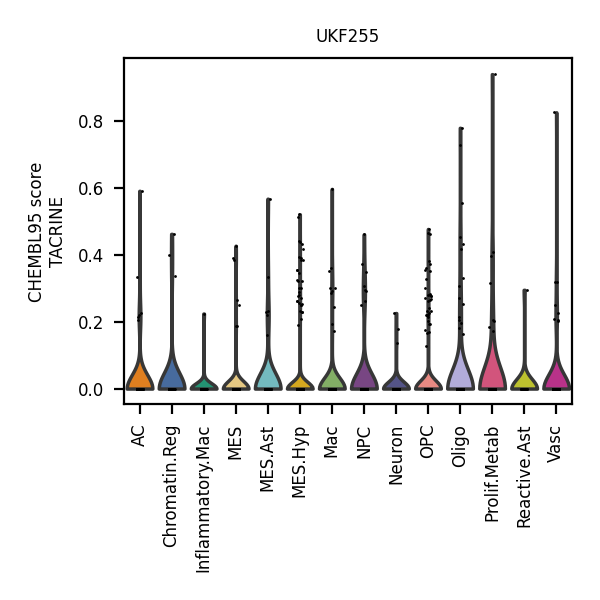 UKF255
CHEMBL95 score
TACRINE
0.8
0.6
0.4
0.2
0.0
AC
Chromatin.Reg
Inflammatory.Mac
MES
MES.Ast
MES.Hyp
Mac
NPC
Neuron
OPC
Oligo
Prolif.Metab
Reactive.Ast
Vasc